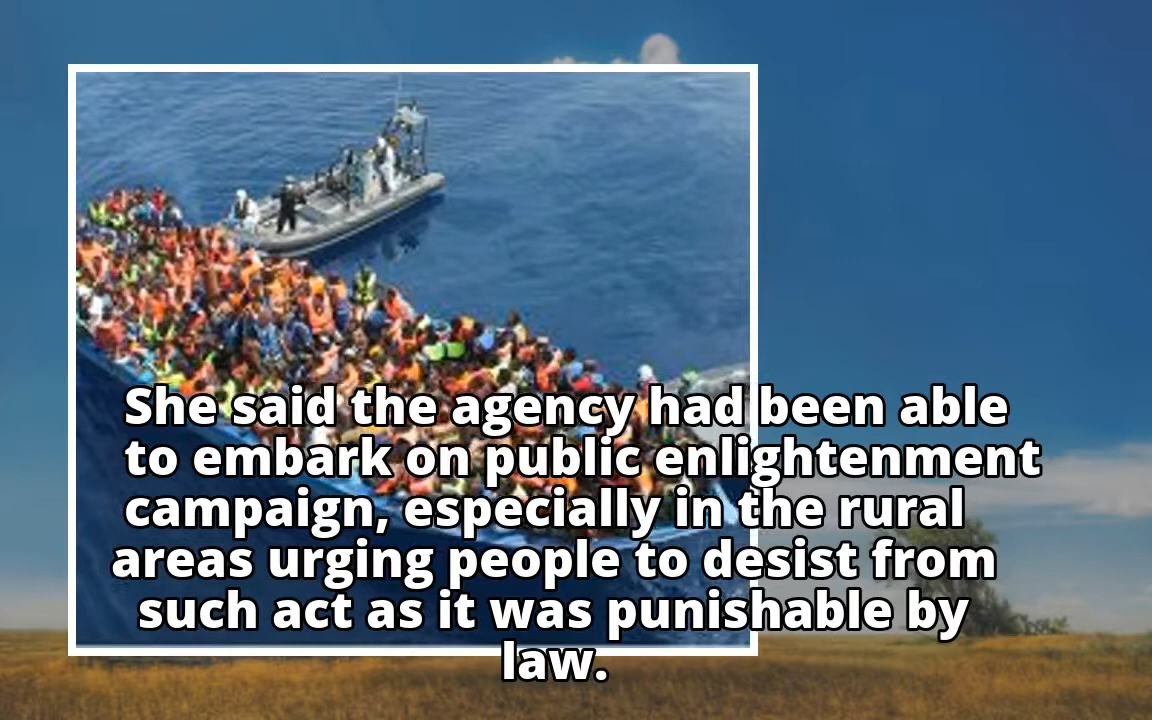 She said the agency had been able
to embark on public enlightenment
campaign, especially in the rural
areas urging people to desist from
such act as it was punishable by
law.